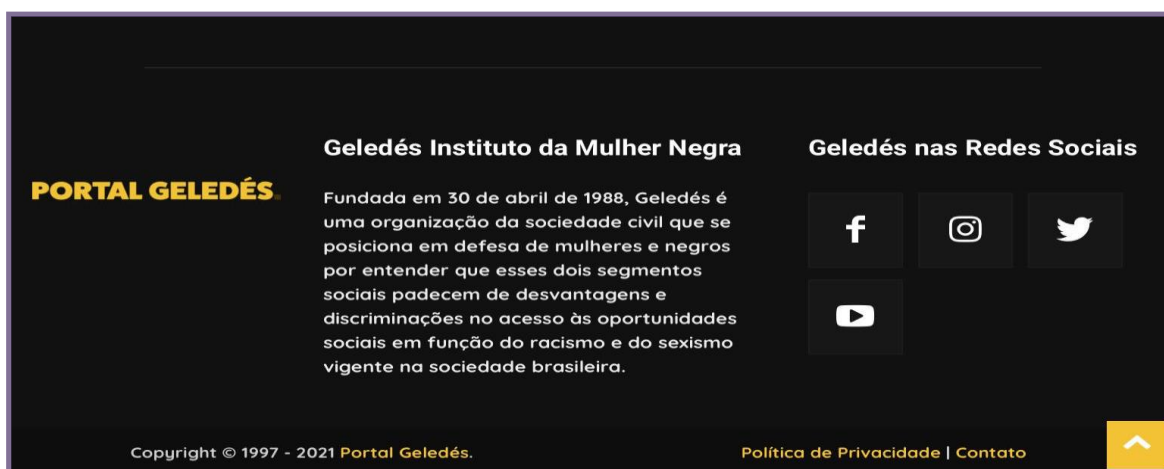 PORTAL GELEDÉS
Geledés Instituto da Mulher Negra
Fundada em 30 de abril de 1988, Geledés é
uma organização da sociedade civil que se
posiciona em defesa de mulheres e negros
por entender que esses dois segmentos
sociais padecem de desvantagens e
discriminações no acesso às oportunidades
sociais em função do racismo e do sexismo
vigente na sociedade brasileira.
Geledés nas Redes Sociais
Copyright © 1997 - 2021 Portal Geledés.
Política de Privacidade | Contato